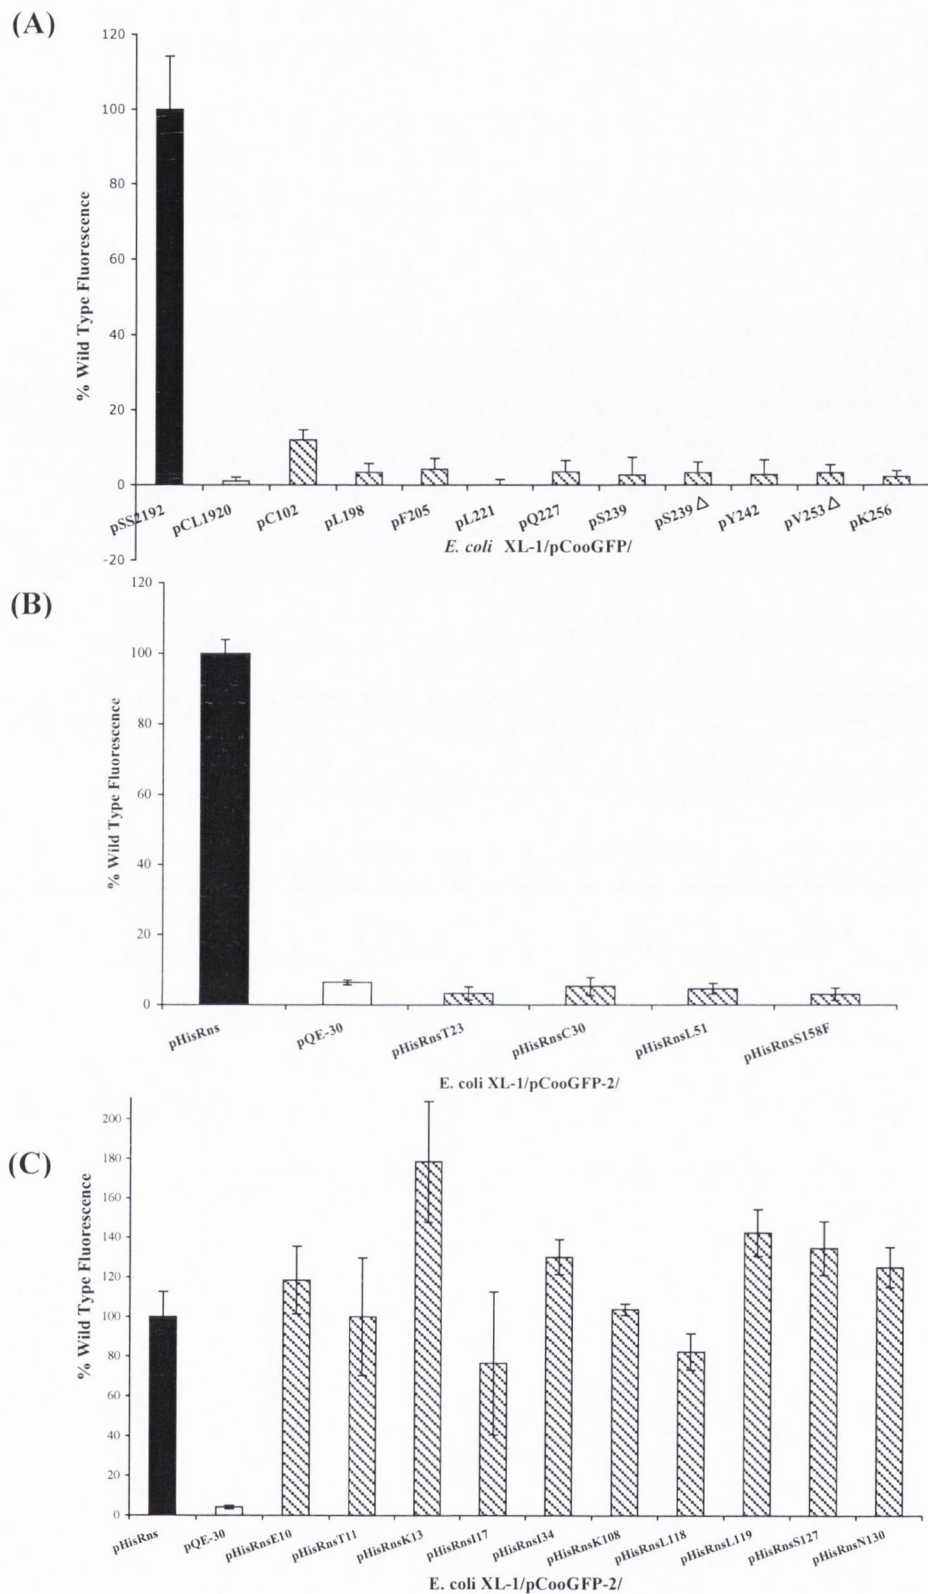 (A)
120
100
80
60
40
20
0
-20
% Wild Type Fluorescence
pSS2192
pCL1920
pC102
pL198
pF205
pL221
pQ227
pS239
pS239 Δ
pY242
pV253 Δ
pK256
E. coli XL-1/pCooGFP/
(B)
120
100
80
60
40
20
0
% Wild Type Fluorescence
pHisRns
pQE-30
pHisRnsT23
pHisRnsC30
pHisRnsL51
pHisRnsS158F
E. coli XL-1/pCooGFP-2/
(C)
200
180
160
140
120
100
80
60
40
20
0
% Wild Type Fluorescence
pHisRns
pQE-30
pHisRnsE10
pHisRnsT11
pHisRnsK13
pHisRnsI17
pHisRnsI34
pHisRnsK108
pHisRnsL118
pHisRnsL119
pHisRnsS127
pHisRnsN130
E. coli XL-1/pCooGFP-2/